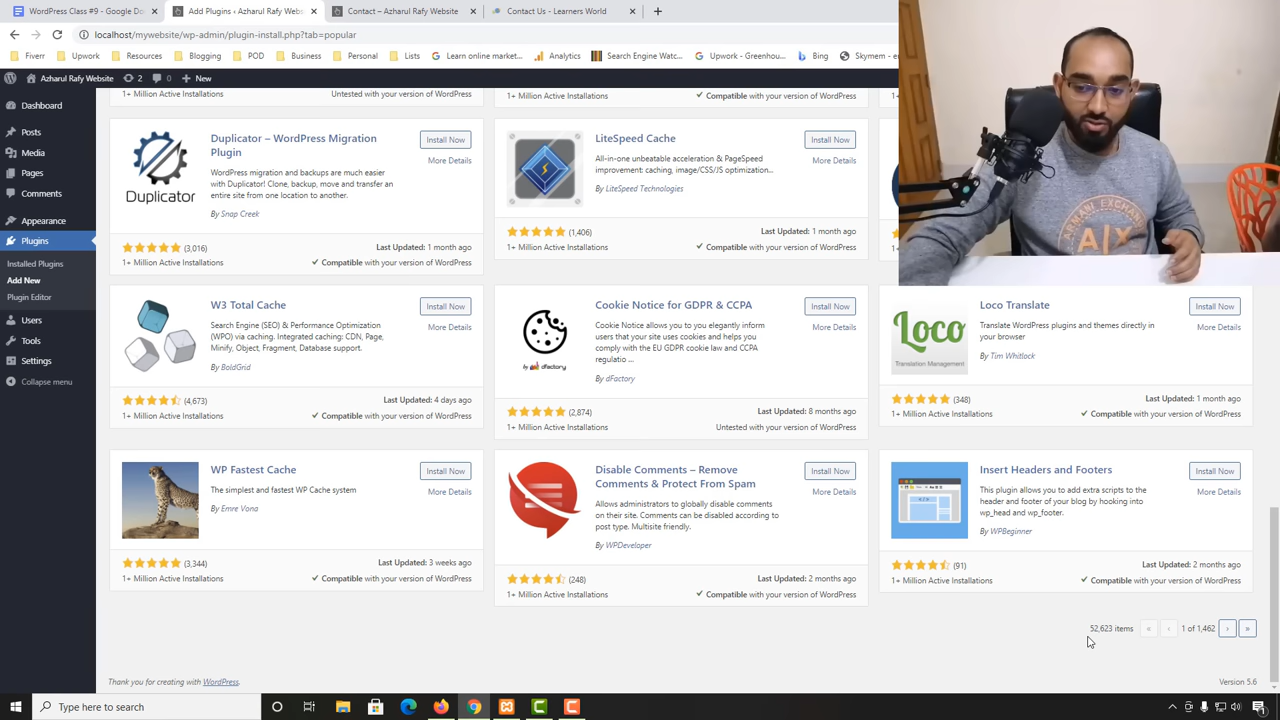 WordPress Class #9 - Google Do
Add Plugins ‹ Azharul Rafy Webs
Contact – Azharul Rafy Website
Contact Us - Learners World
localhost/mywebsite/wp-admin/plugin-install.php?tab=popular
Fiverr
Upwork
Resources
Blogging
POD
Business
Personal
Lists
Learn online market...
Analytics
Search Engine Watc...
Upwork - Greenhou...
Bing
Skymem
Azharul Rafy Website
2
0
New
Dashboard
Posts
Media
Pages
Comments
Appearance
Plugins
Installed Plugins
Add New
Plugin Editor
Users
Tools
Settings
Collapse menu
1+ Million Active Installations
Untested with your version of WordPress
1+ Million Active Installations
Compatible with your version of WordPress
1+ Mill
Duplicator – WordPress Migration
Plugin
Install Now
More Details
WordPress migration and backups are much easier
with Duplicator! Clone, backup, move and transfer an
entire site from one location to another.
By Snap Creek
Duplicator
(3,016)
Last Updated: 1 month ago
1+ Million Active Installations
Compatible with your version of WordPress
LiteSpeed Cache
Install Now
More Details
All-in-one unbeatable acceleration & PageSpeed
improvement: caching, image/CSS/JS optimization...
By LiteSpeed Technologies
(1,406)
Last Updated: 1 month ago
1+ Million Active Installations
Compatible with your version of WordPress
1+ Mi
A|X
W3 Total Cache
Install Now
More Details
Search Engine (SEO) & Performance Optimization
(WPO) via caching. Integrated caching: CDN, Page,
Minify, Object, Fragment, Database support.
By BoldGrid
(4,673)
Last Updated: 4 days ago
1+ Million Active Installations
Compatible with your version of WordPress
Cookie Notice for GDPR & CCPA
Install Now
More Details
Cookie Notice allows you to you elegantly inform
users that your site uses cookies and helps you
comply with the EU GDPR cookie law and CCPA
regulatio ...
By dFactory
by dfactory
(2,874)
Last Updated: 8 months ago
1+ Million Active Installations
Untested with your version of WordPress
Loco Translate
Install Now
More Details
Translate WordPress plugins and themes directly in
your browser
By Tim Whitlock
Loco
Translation Management
(348)
Last Updated: 1 month ago
1+ Million Active Installations
Compatible with your version of WordPress
WP Fastest Cache
Install Now
More Details
The simplest and fastest WP Cache system
By Emre Vona
(3,344)
Last Updated: 3 weeks ago
1+ Million Active Installations
Compatible with your version of WordPress
Disable Comments – Remove
Comments & Protect From Spam
Install Now
More Details
Allows administrators to globally disable comments
on their site. Comments can be disabled according to
post type. Multisite friendly.
By WPDeveloper
(248)
Last Updated: 2 months ago
1+ Million Active Installations
Compatible with your version of WordPress
Insert Headers and Footers
Install Now
More Details
This plugin allows you to add extra scripts to the
header and footer of your blog by hooking into
wp_head and wp_footer.
By WPBeginner
(91)
Last Updated: 2 months ago
1+ Million Active Installations
Compatible with your version of WordPress
52,623 items « ‹ 1 of 1,462 › »
Thank you for creating with WordPress.
Version 5.6
Type here to search